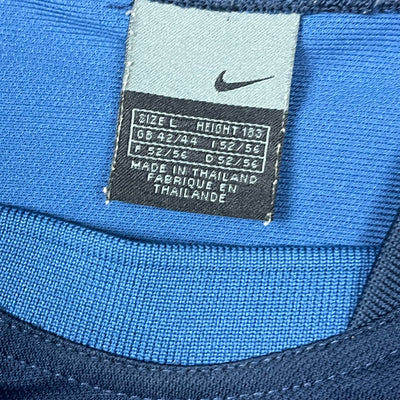 SIZE L HEIGHT 183
GB 42/44 I 52/56
F 52/56 D 52/56
MADE IN THAILAND
FABRIQUE EN
THAILANDE